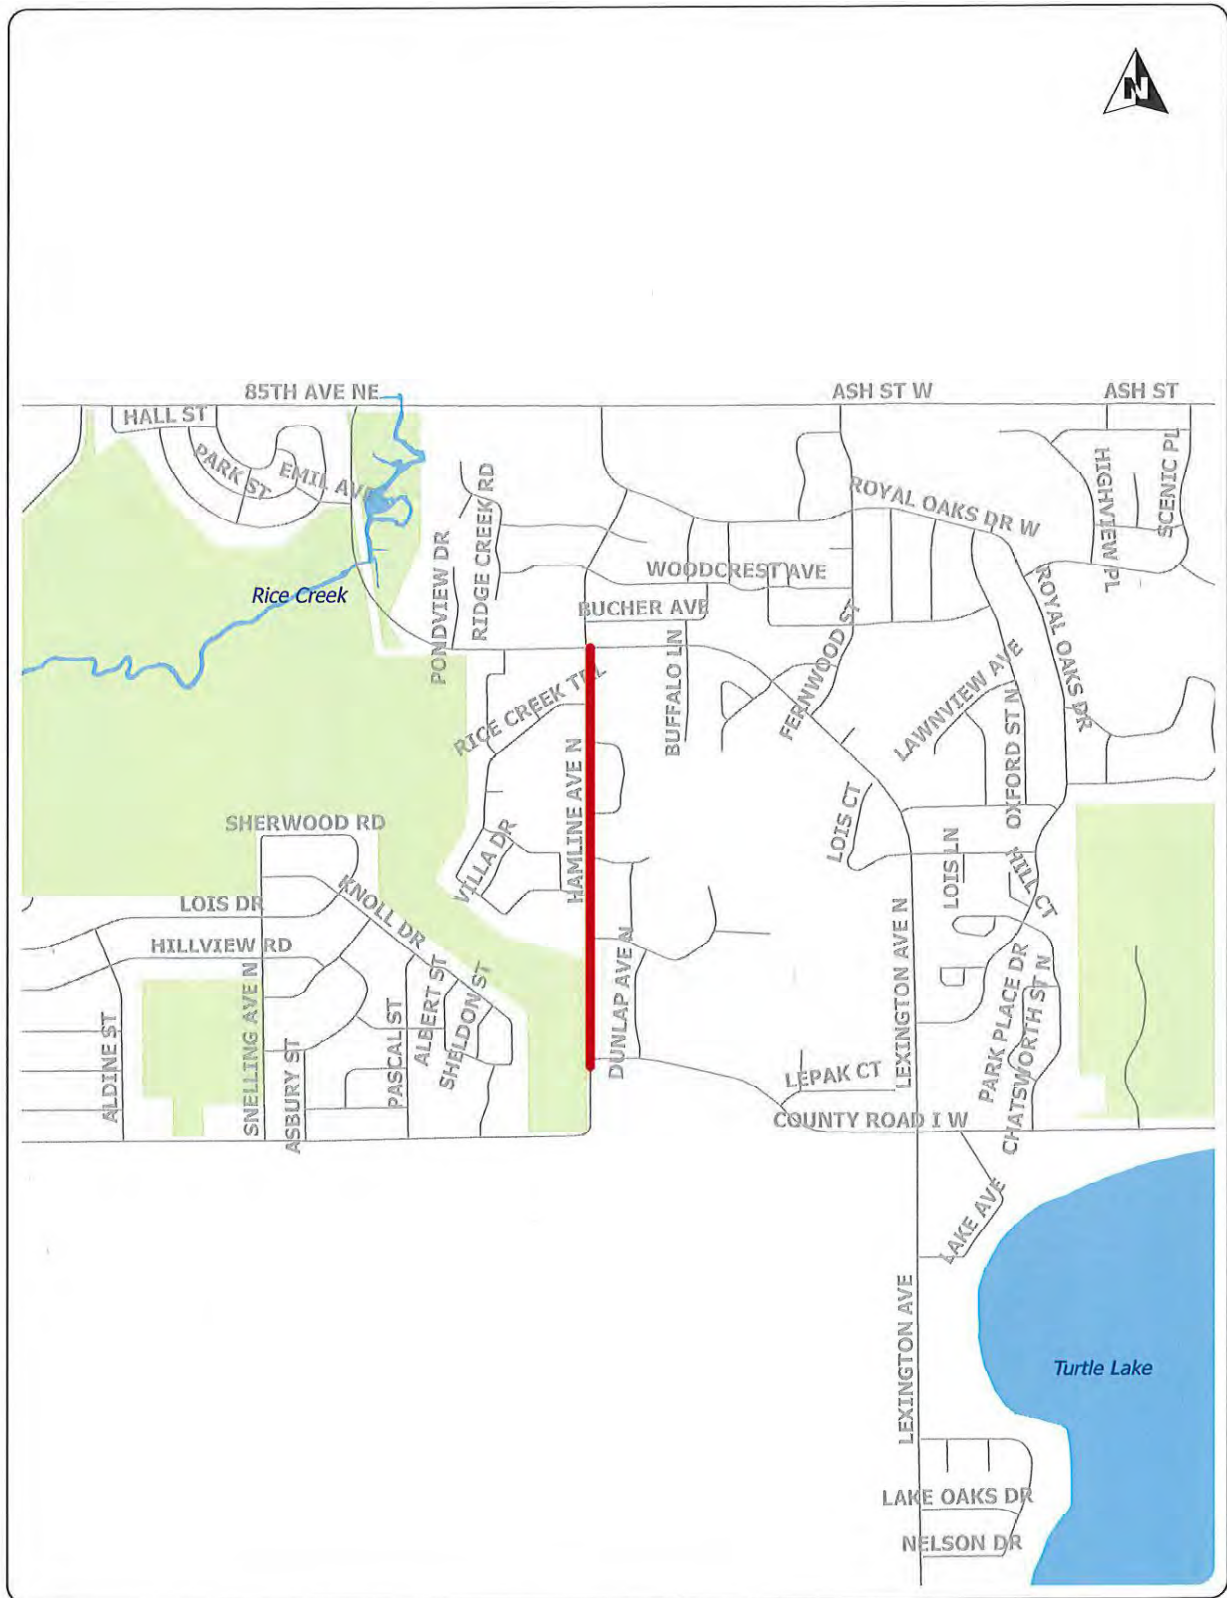 N
85TH AVE NE
ASH ST W
ASH ST
HALL ST
PARK ST
EMIL AVE
RIDGE CREEK RD
PONDVIEW DR
ROYAL OAKS DR W
HIGHVIEW PL
SCENIC PL
WOODCREST AVE
Rice Creek
BUCHER AVE
BUFFALO LN
FERNWOOD ST
LAWNVIEW AVE
OXFORD ST N
ROYAL OAKS DR
RICE CREEK TRL
HAMLINE AVE N
SHERWOOD RD
VILLA DR
LOIS CT
LOIS LN
HILL CT
LOIS DR
KNOLL DR
HILLVIEW RD
SNELLING AVE N
ALDINE ST
ASBURY ST
PASCAL ST
ALBERT ST
SHELDON ST
DUNLAP AVE N
LEXINGTON AVE N
PARK PLACE DR
CHATSWORTH ST N
LEPAK CT
COUNTY ROAD I W
LAKE AVE
LEXINGTON AVE
Turtle Lake
LAKE OAKS DR
NELSON DR